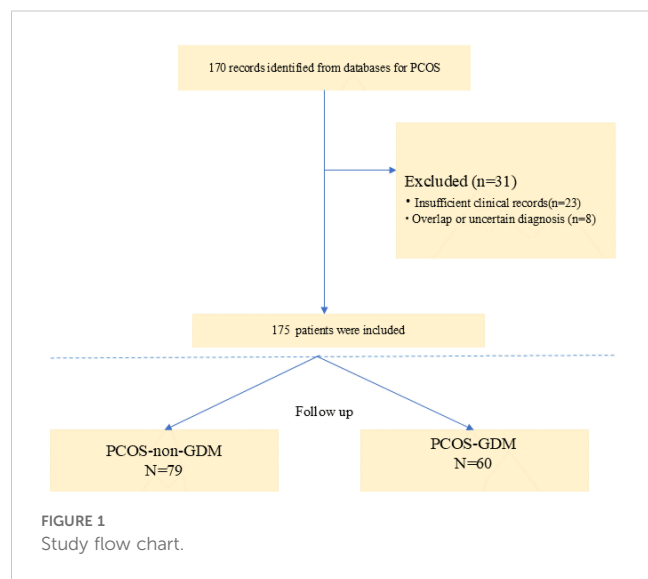 170 records identified from databases for PCOS
Excluded (n=31)
• Insufficient clinical records(n=23)
• Overlap or uncertain diagnosis (n=8)
175 patients were included
Follow up
PCOS-non-GDM
N=79
PCOS-GDM
N=60
FIGURE 1
Study flow chart.